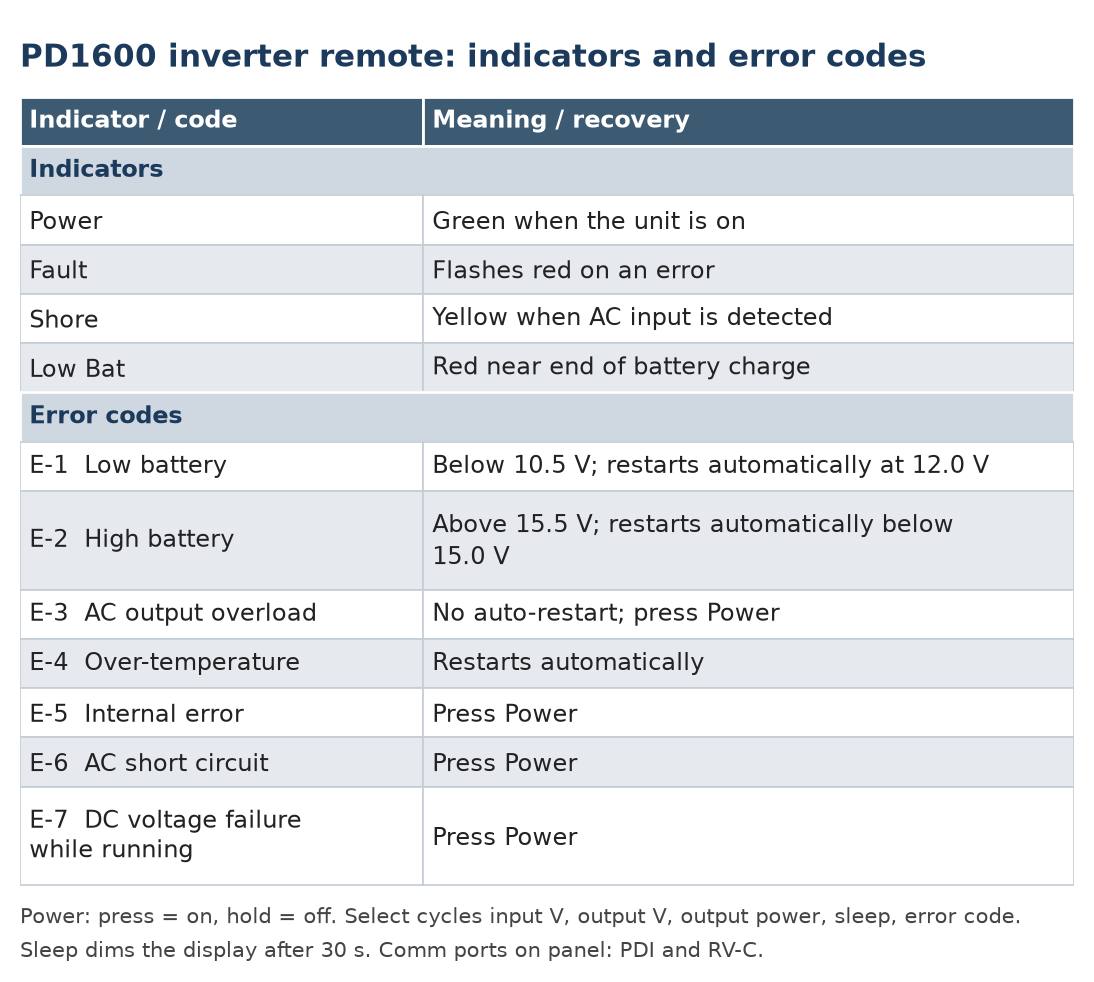 PD1600 inverter remote: indicators and error codes
Indicator / code Meaning / recovery
Indicators
Power Green when the unit is on
Fault Flashes red on an error
Shore Yellow when AC input is detected
Low Bat Red near end of battery charge
Error codes
E-1 Low battery Below 10.5 V; restarts automatically at 12.0 V
E-2 High battery Above 15.5 V; restarts automatically below
15.0 V
E-3 AC output overload No auto-restart; press Power
E-4 Over-temperature Restarts automatically
E-5 Internal error Press Power
E-6 AC short circuit Press Power
E-7 DC voltage failure
while running Press Power
Power: press = on, hold = off. Select cycles input V, output V, output power, sleep, error code.
Sleep dims the display after 30 s. Comm ports on panel: PDI and RV-C.